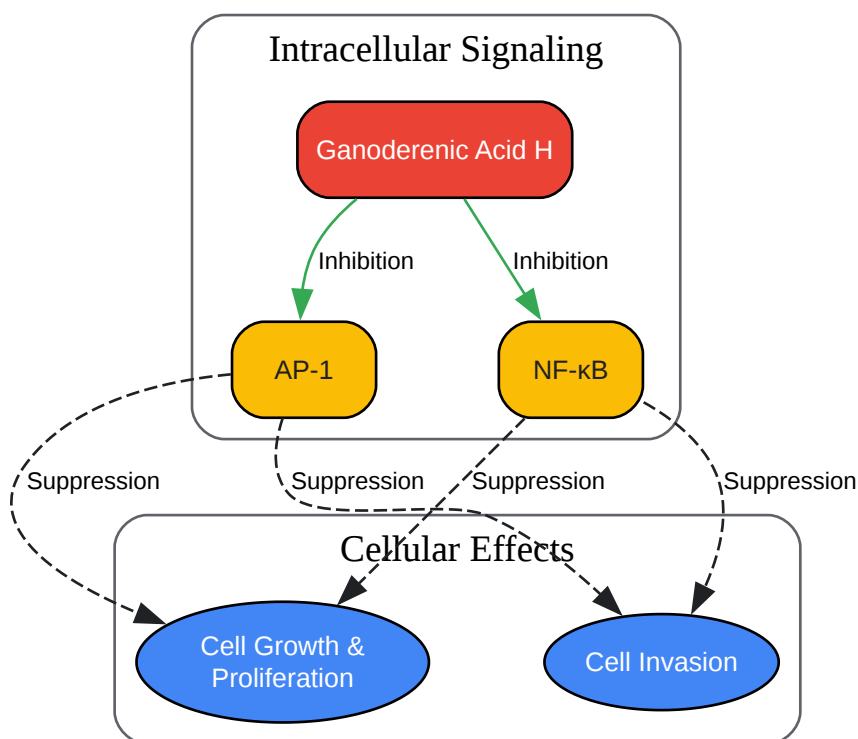 Intracellular Signaling
Ganoderenic Acid H
Inhibition
Inhibition
AP-1
NF-κB
Suppression
Suppression
Suppression
Suppression
Cellular Effects
Cell Growth &
Proliferation
Cell Invasion